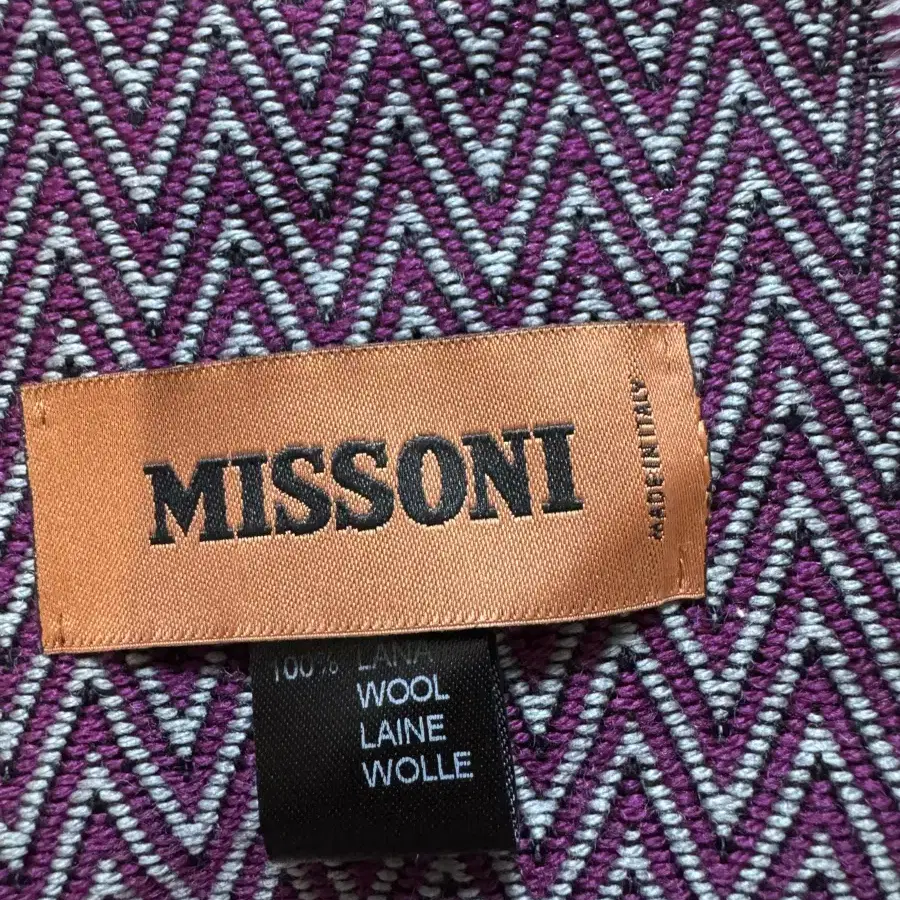 MISSONI
MADE IN ITALY
100% LANA
WOOL
LAINE
WOLLE